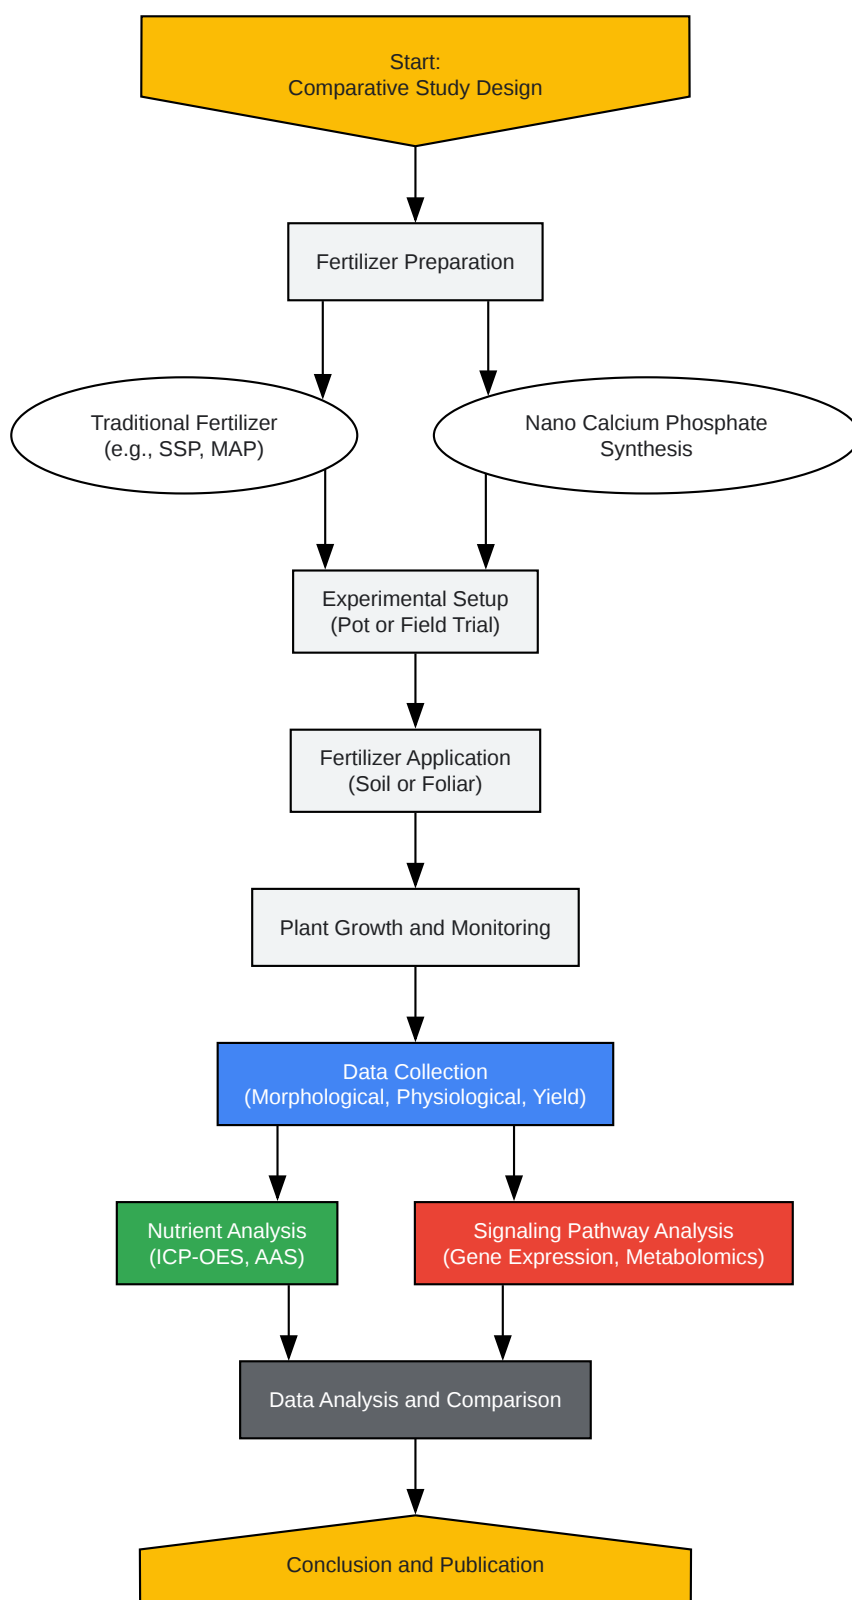 Start:
Comparative Study Design
Fertilizer Preparation
Traditional Fertilizer
(e.g., SSP, MAP)
Nano Calcium Phosphate
Synthesis
Experimental Setup
(Pot or Field Trial)
Fertilizer Application
(Soil or Foliar)
Plant Growth and Monitoring
Data Collection
(Morphological, Physiological, Yield)
Nutrient Analysis
(ICP-OES, AAS)
Signaling Pathway Analysis
(Gene Expression, Metabolomics)
Data Analysis and Comparison
Conclusion and Publication